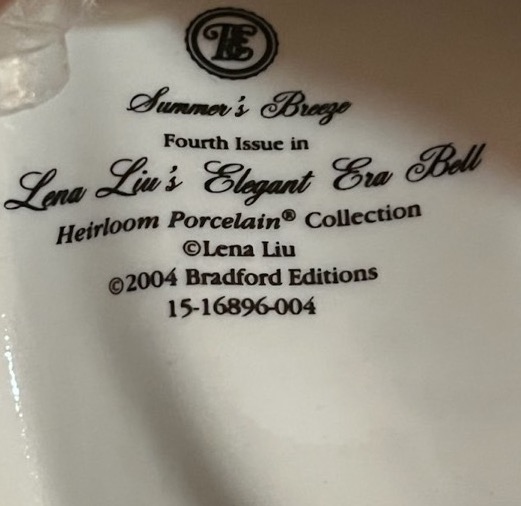 Summer's Breeze
Fourth Issue in
Lena Liu's Elegant Era Bell
Heirloom Porcelain® Collection
©Lena Liu
©2004 Bradford Editions
15-16896-004